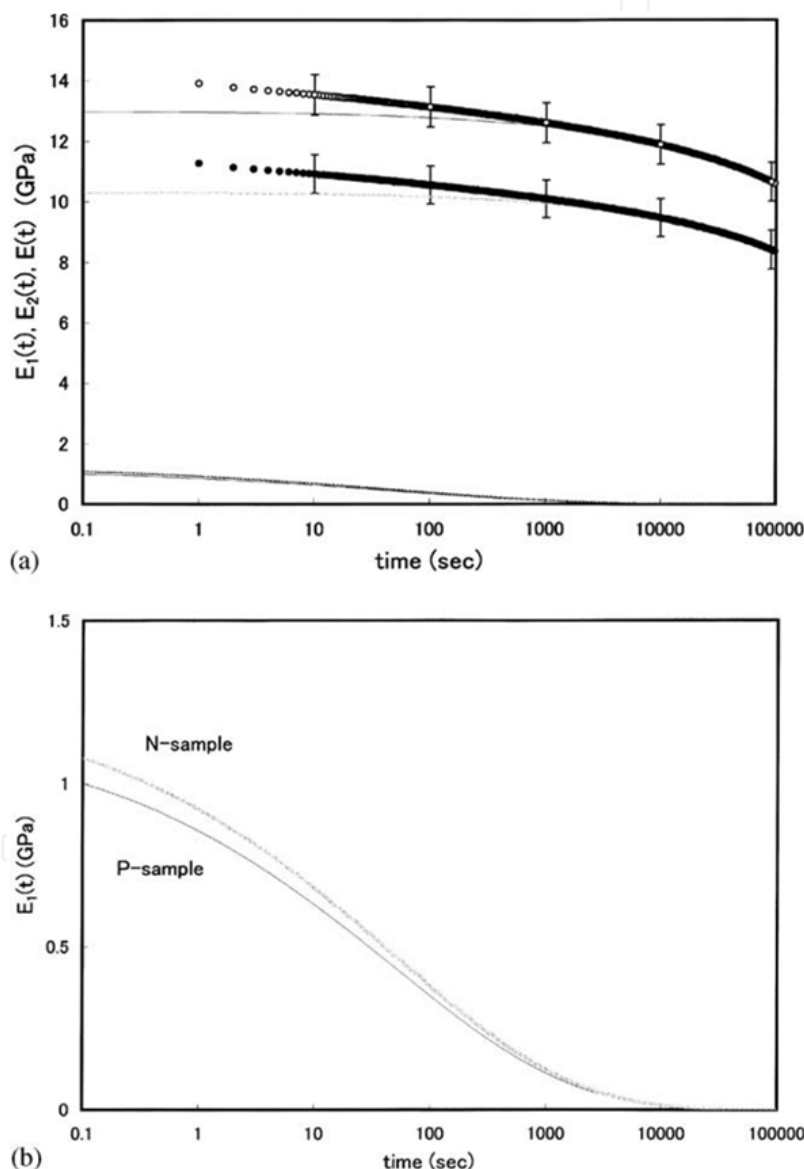 16
14
12
10
8
6
4
2
0
E₁(t), E₂(t), E(t) (GPa)
0.1 1 10 100 1000 10000 100000
time (sec)
(a)
1.5
1
0.5
0
E₁(t) (GPa)
N-sample
P-sample
0.1 1 10 100 1000 10000 100000
time (sec)
(b)